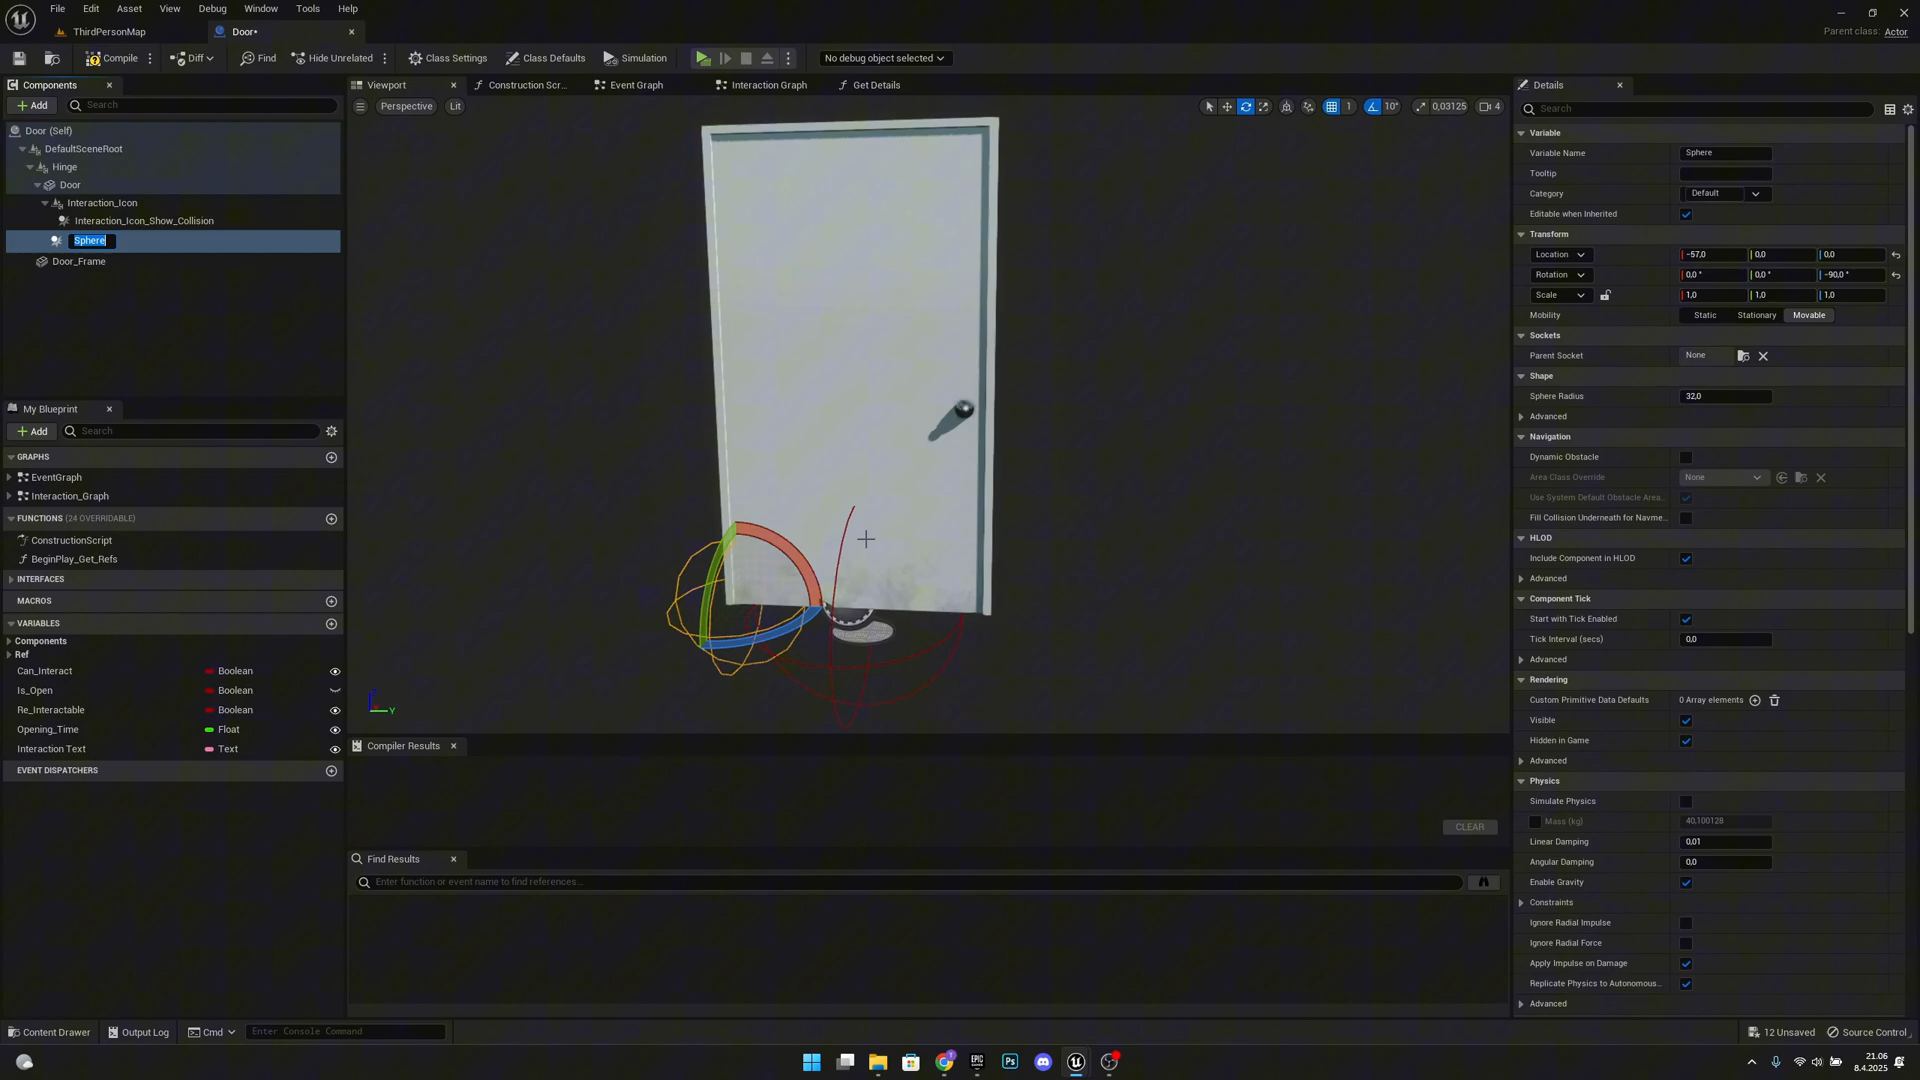 File Edit Asset View Debug Window Tools Help
ThirdPersonMap
Door*
Parent class: Actor
Compile
Diff
Find
Hide Unrelated
Class Settings
Class Defaults
Simulation
No debug object selected
Components
Add
Search
Door (Self)
DefaultSceneRoot
Hinge
Door
Interaction_Icon
Interaction_Icon_Show_Collision
Sphere
Door_Frame
My Blueprint
Add
Search
GRAPHS
EventGraph
Interaction_Graph
FUNCTIONS (24 OVERRIDABLE)
ConstructionScript
BeginPlay_Get_Refs
INTERFACES
MACROS
VARIABLES
Components
Ref
Can_Interact Boolean
Is_Open Boolean
Re_Interactable Boolean
Opening_Time Float
Interaction Text Text
EVENT DISPATCHERS
Viewport
Construction Scr...
Event Graph
Interaction Graph
Get Details
Perspective
Lit
1
10°
0,03125
4
Z
Y
Compiler Results
CLEAR
Find Results
Enter function or event name to find references...
Details
Search
Variable
Variable Name Sphere
Tooltip
Category Default
Editable when Inherited
Transform
Location -57,0 0,0 0,0
Rotation 0,0 ° 0,0 ° -90,0 °
Scale 1,0 1,0 1,0
Mobility Static Stationary Movable
Sockets
Parent Socket None
Shape
Sphere Radius 32,0
Advanced
Navigation
Dynamic Obstacle
Area Class Override None
Use System Default Obstacle Area...
Fill Collision Underneath for Navme...
HLOD
Include Component in HLOD
Advanced
Component Tick
Start with Tick Enabled
Tick Interval (secs) 0,0
Advanced
Rendering
Custom Primitive Data Defaults 0 Array elements
Visible
Hidden in Game
Advanced
Physics
Simulate Physics
Mass (kg) 40,100128
Linear Damping 0,01
Angular Damping 0,0
Enable Gravity
Constraints
Ignore Radial Impulse
Ignore Radial Force
Apply Impulse on Damage
Replicate Physics to Autonomous...
Advanced
Content Drawer
Output Log
Cmd
Enter Console Command
12 Unsaved
Source Control
EPIC
Ps
21.06
8.4.2025